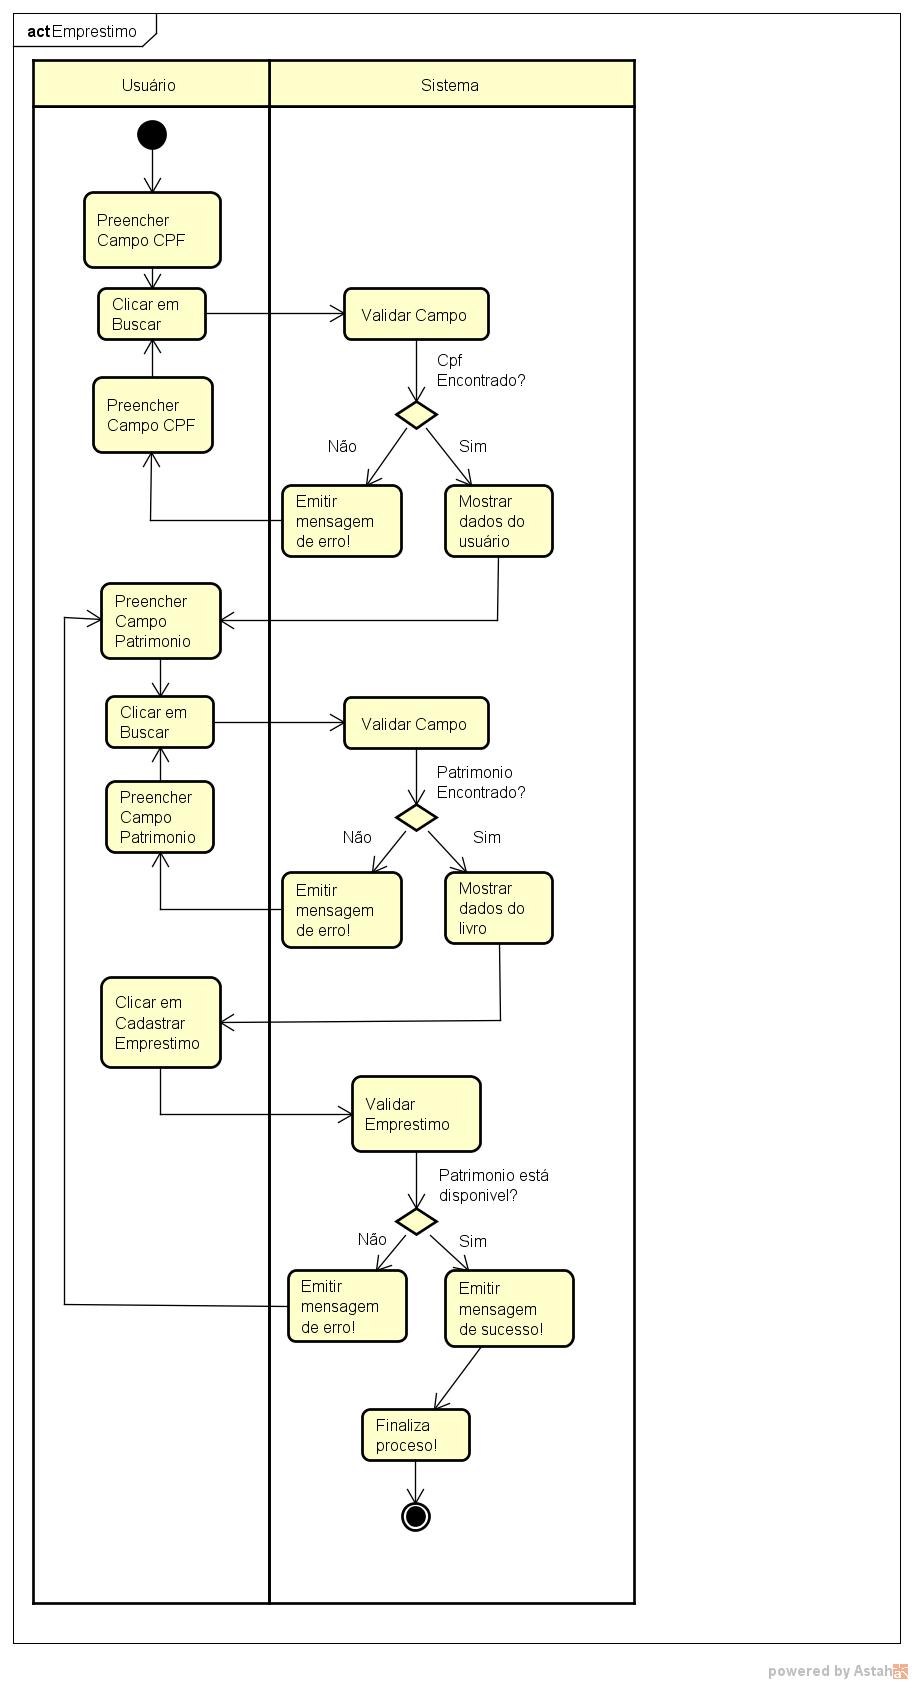 act Emprestimo
Usuário
Sistema
Preencher
Campo CPF
Clicar em
Buscar
Validar Campo
Cpf
Encontrado?
Preencher
Campo CPF
Não
Sim
Emitir
mensagem
de erro!
Mostrar
dados do
usuário
Preencher
Campo
Patrimonio
Clicar em
Buscar
Validar Campo
Patrimonio
Encontrado?
Preencher
Campo
Patrimonio
Não
Sim
Emitir
mensagem
de erro!
Mostrar
dados do
livro
Clicar em
Cadastrar
Emprestimo
Validar
Emprestimo
Patrimonio está
disponivel?
Não
Sim
Emitir
mensagem
de erro!
Emitir
mensagem
de sucesso!
Finaliza
proceso!
powered by Astah